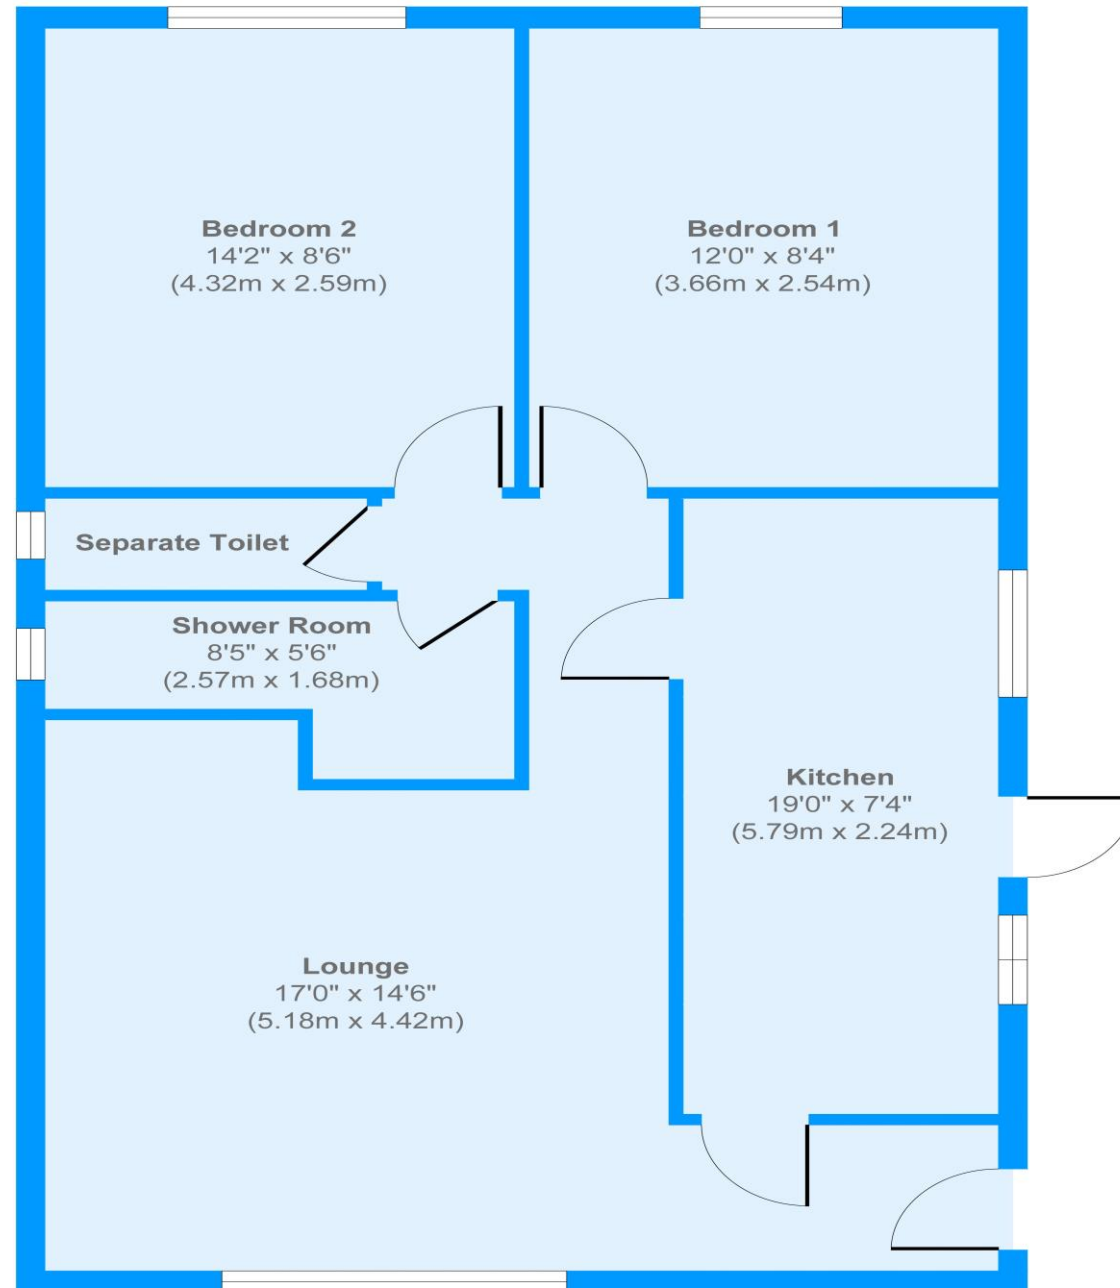 Bedroom 2
14'2" x 8'6"
(4.32m x 2.59m)
Bedroom 1
12'0" x 8'4"
(3.66m x 2.54m)
Separate Toilet
Shower Room
8'5" x 5'6"
(2.57m x 1.68m)
Kitchen
19'0" x 7'4"
(5.79m x 2.24m)
Lounge
17'0" x 14'6"
(5.18m x 4.42m)